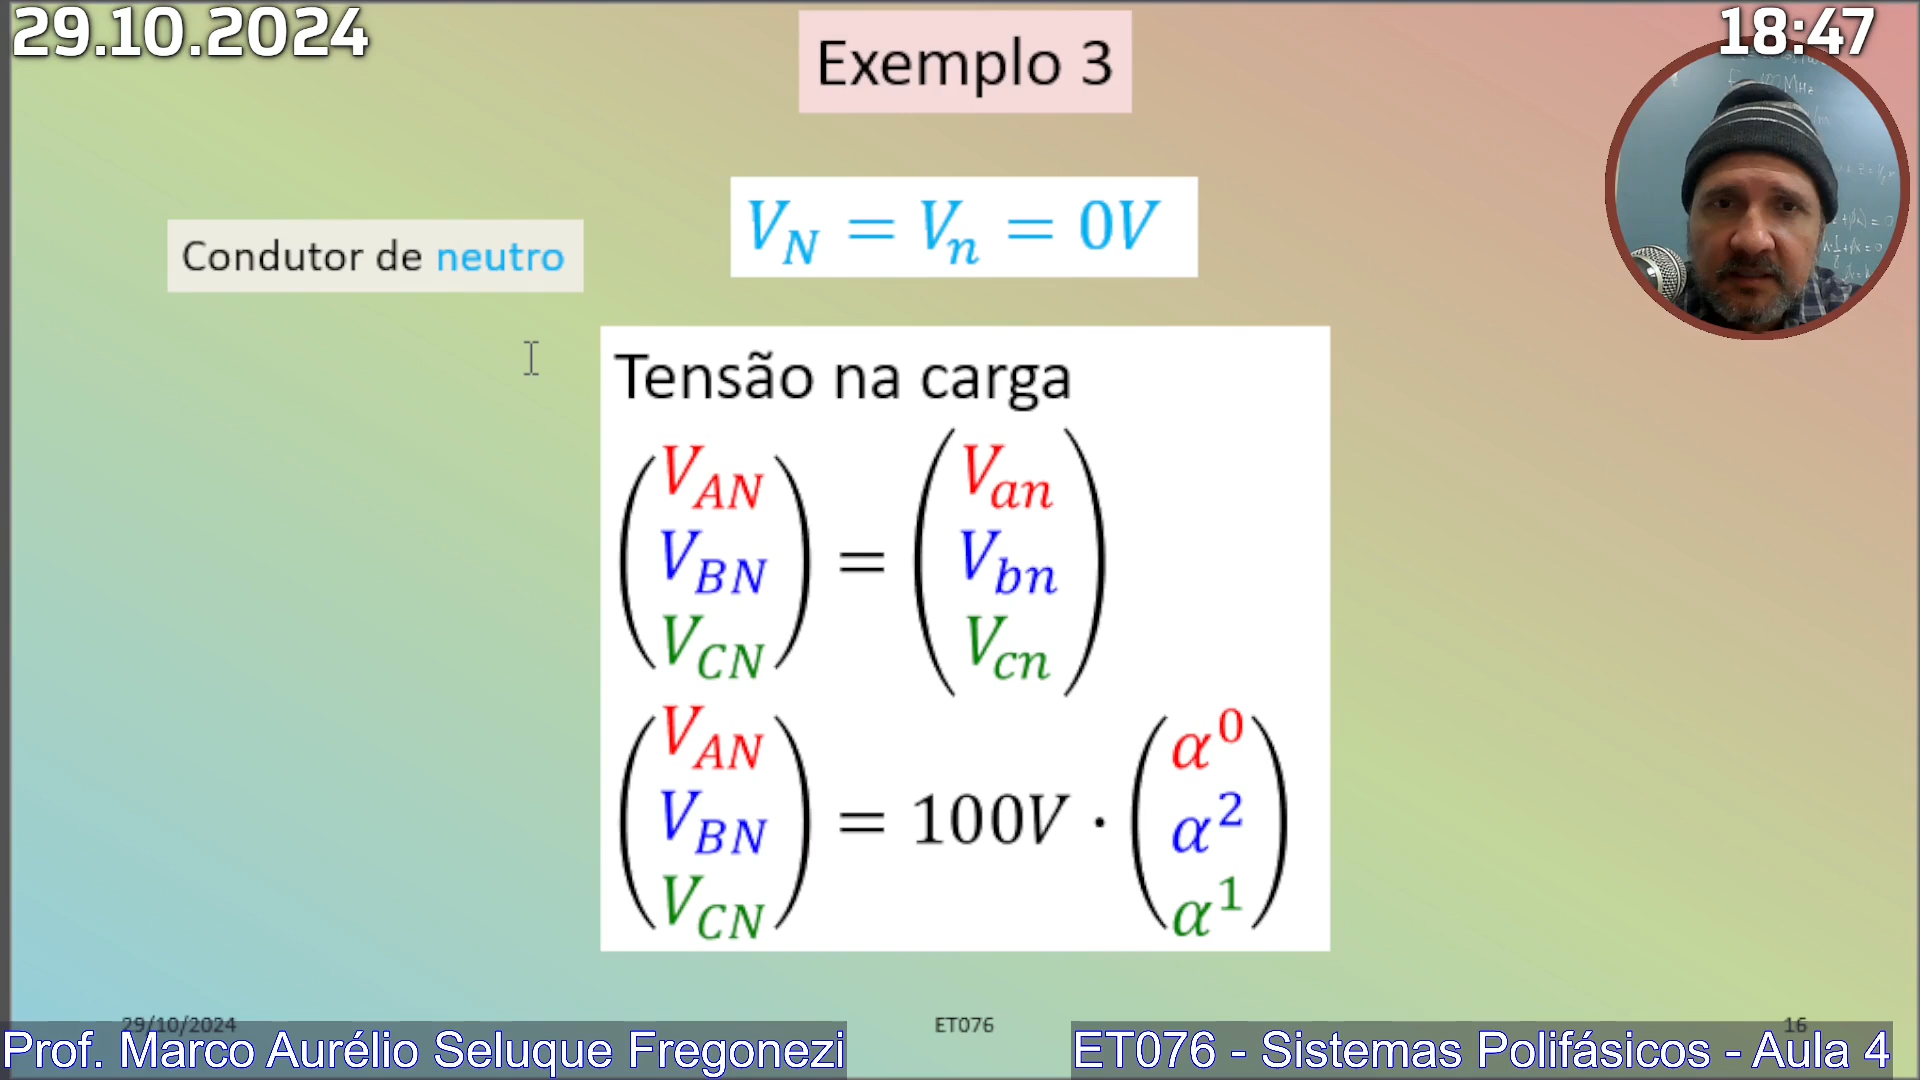 29.10.2024
18:47
Exemplo 3
V_N = V_n = 0V
Condutor de neutro
Tensão na carga
(V_AN V_BN V_CN) = (V_an V_bn V_cn)
(V_AN V_BN V_CN) = 100V · (α^0 α^2 α^1)
29/10/2024
ET076
16
Prof. Marco Aurélio Seluque Fregonezi
ET076 - Sistemas Polifásicos - Aula 4